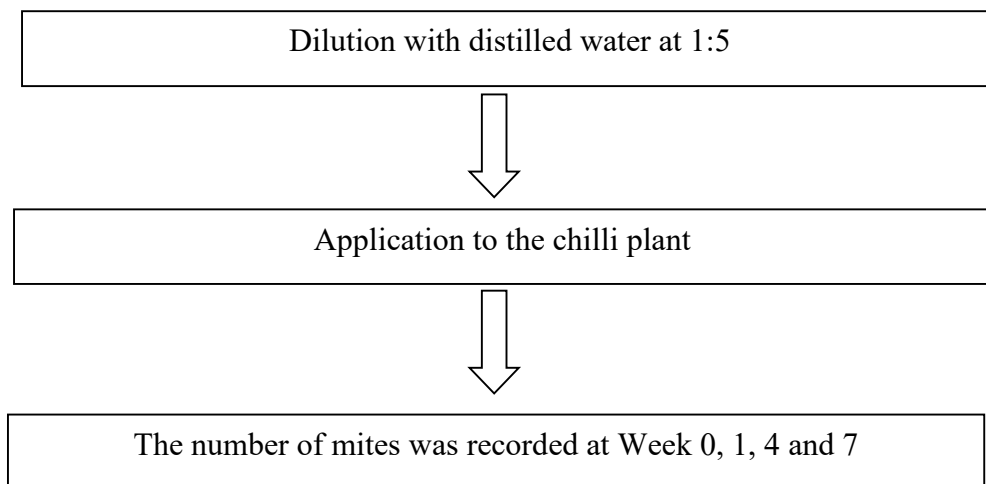 Dilution with distilled water at 1:5
Application to the chilli plant
The number of mites was recorded at Week 0, 1, 4 and 7